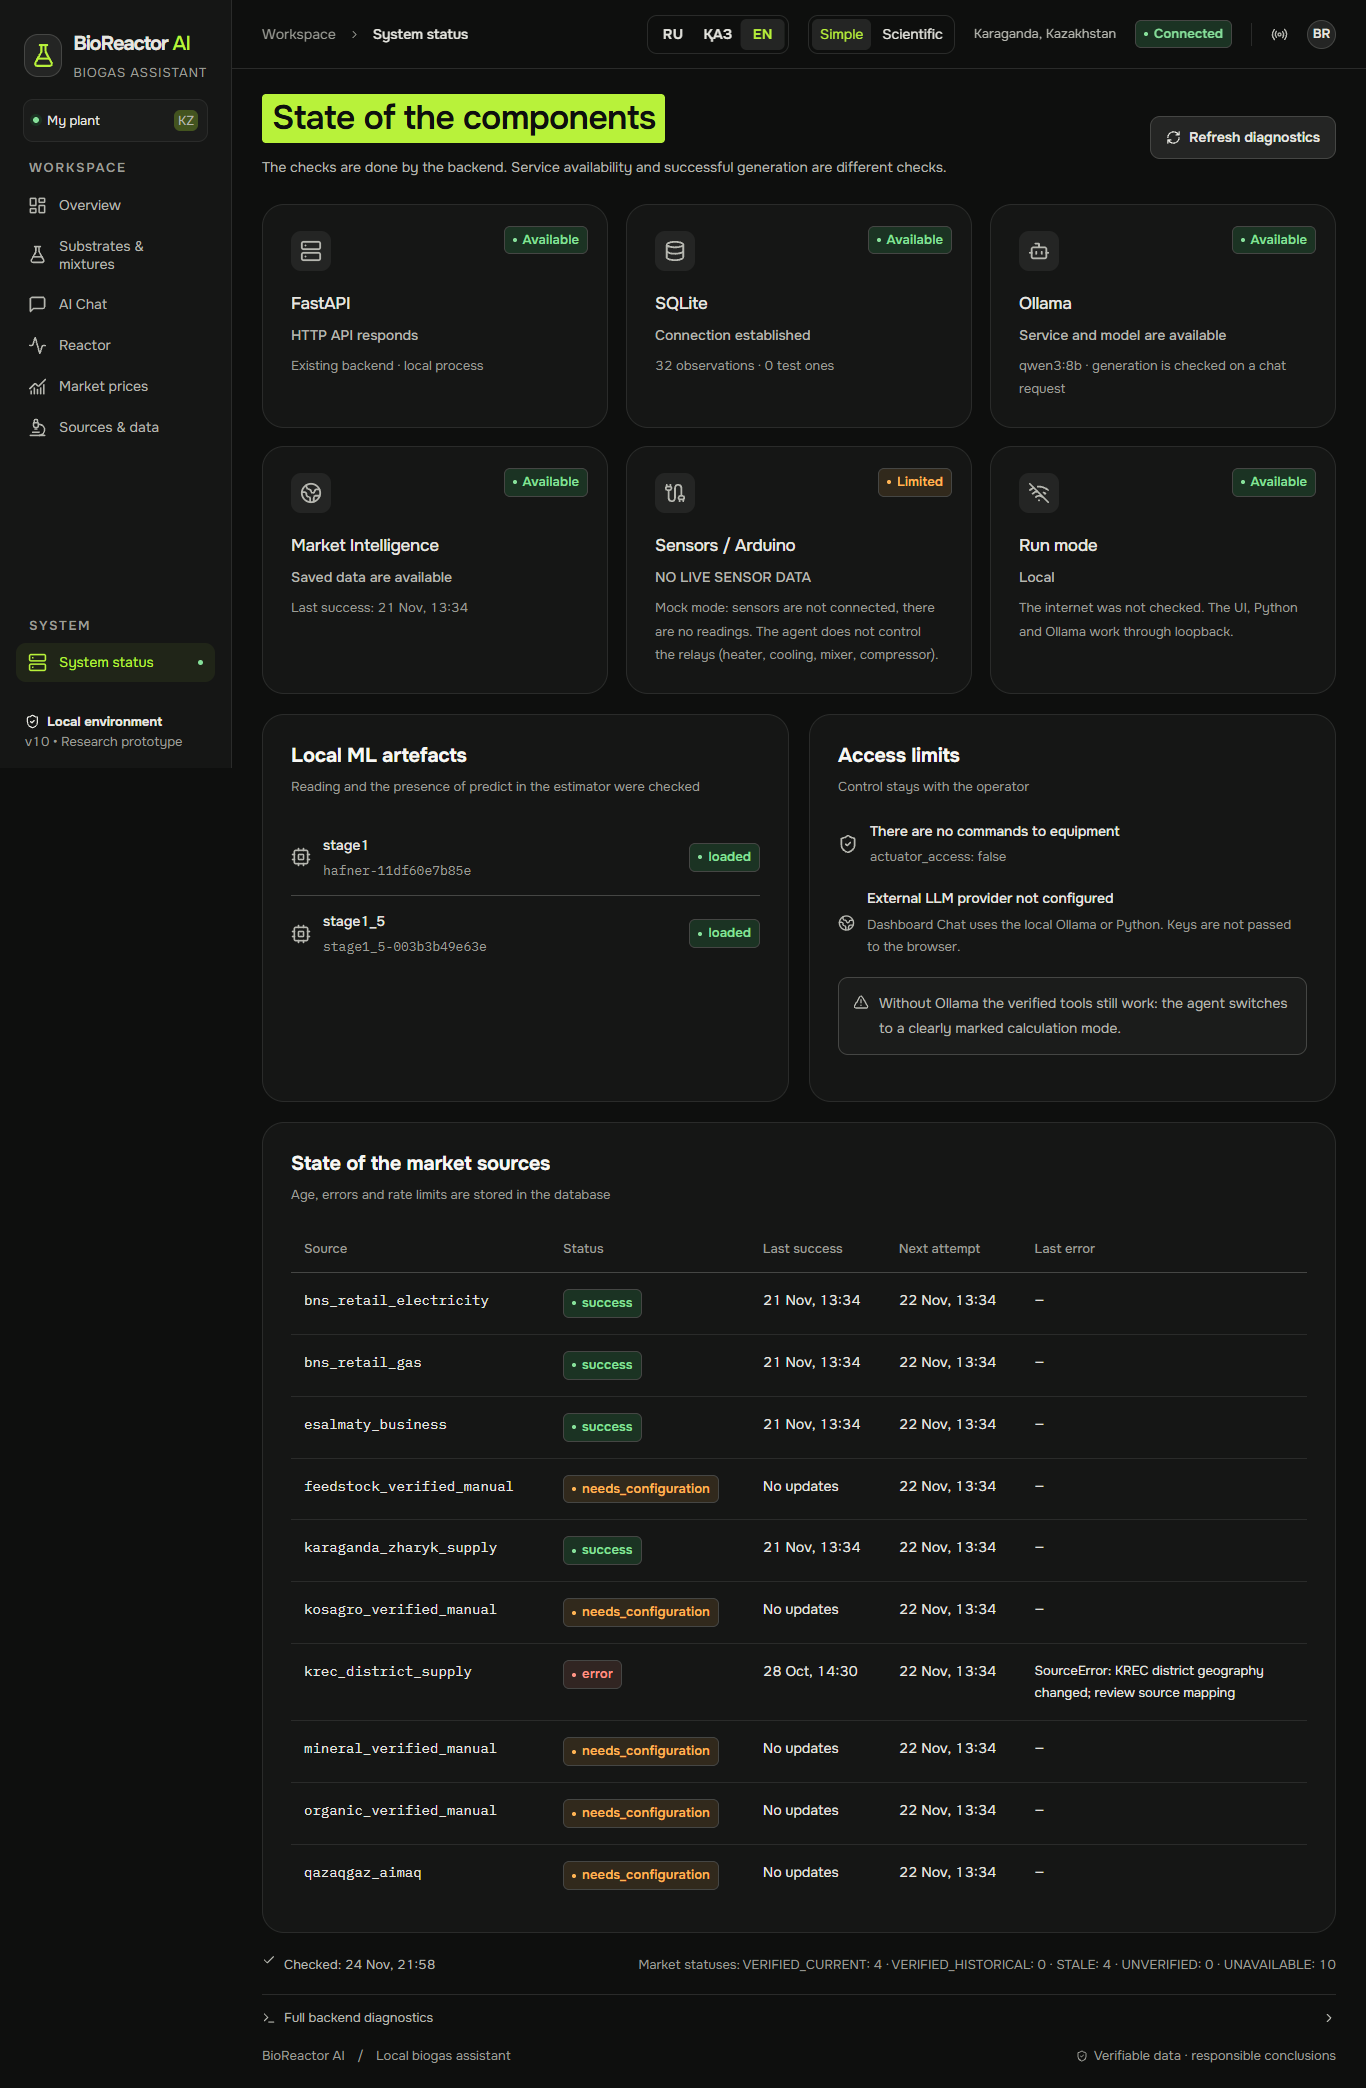 BioReactor AI
BIOGAS ASSISTANT
My plant
KZ
WORKSPACE
Overview
Substrates &
mixtures
AI Chat
Reactor
Market prices
Sources & data
SYSTEM
System status
Local environment
v10 • Research prototype
Workspace
System status
RU
ҚАЗ
EN
Simple
Scientific
Karaganda, Kazakhstan
Connected
BR
State of the components
The checks are done by the backend. Service availability and successful generation are different checks.
Refresh diagnostics
Available
FastAPI
HTTP API responds
Existing backend · local process
Available
SQLite
Connection established
32 observations · 0 test ones
Available
Ollama
Service and model are available
qwen3:8b · generation is checked on a chat
request
Available
Market Intelligence
Saved data are available
Last success: 21 Nov, 13:34
Limited
Sensors / Arduino
NO LIVE SENSOR DATA
Mock mode: sensors are not connected, there
are no readings. The agent does not control
the relays (heater, cooling, mixer, compressor).
Available
Run mode
Local
The internet was not checked. The UI, Python
and Ollama work through loopback.
Local ML artefacts
Reading and the presence of predict in the estimator were checked
stage1
hafner-11df60e7b85e
loaded
stage1_5
stage1_5-003b3b49e63e
loaded
Access limits
Control stays with the operator
There are no commands to equipment
actuator_access: false
External LLM provider not configured
Dashboard Chat uses the local Ollama or Python. Keys are not passed
to the browser.
Without Ollama the verified tools still work: the agent switches
to a clearly marked calculation mode.
State of the market sources
Age, errors and rate limits are stored in the database
Source Status Last success Next attempt Last error
bns_retail_electricity success 21 Nov, 13:34 22 Nov, 13:34 —
bns_retail_gas success 21 Nov, 13:34 22 Nov, 13:34 —
esalmaty_business success 21 Nov, 13:34 22 Nov, 13:34 —
feedstock_verified_manual needs_configuration No updates 22 Nov, 13:34 —
karaganda_zharyk_supply success 21 Nov, 13:34 22 Nov, 13:34 —
kosagro_verified_manual needs_configuration No updates 22 Nov, 13:34 —
krec_district_supply error 28 Oct, 14:30 22 Nov, 13:34 SourceError: KREC district geography
changed; review source mapping
mineral_verified_manual needs_configuration No updates 22 Nov, 13:34 —
organic_verified_manual needs_configuration No updates 22 Nov, 13:34 —
qazaqgaz_aimaq needs_configuration No updates 22 Nov, 13:34 —
Checked: 24 Nov, 21:58
Market statuses: VERIFIED_CURRENT: 4 · VERIFIED_HISTORICAL: 0 · STALE: 4 · UNVERIFIED: 0 · UNAVAILABLE: 10
Full backend diagnostics
BioReactor AI / Local biogas assistant
Verifiable data · responsible conclusions